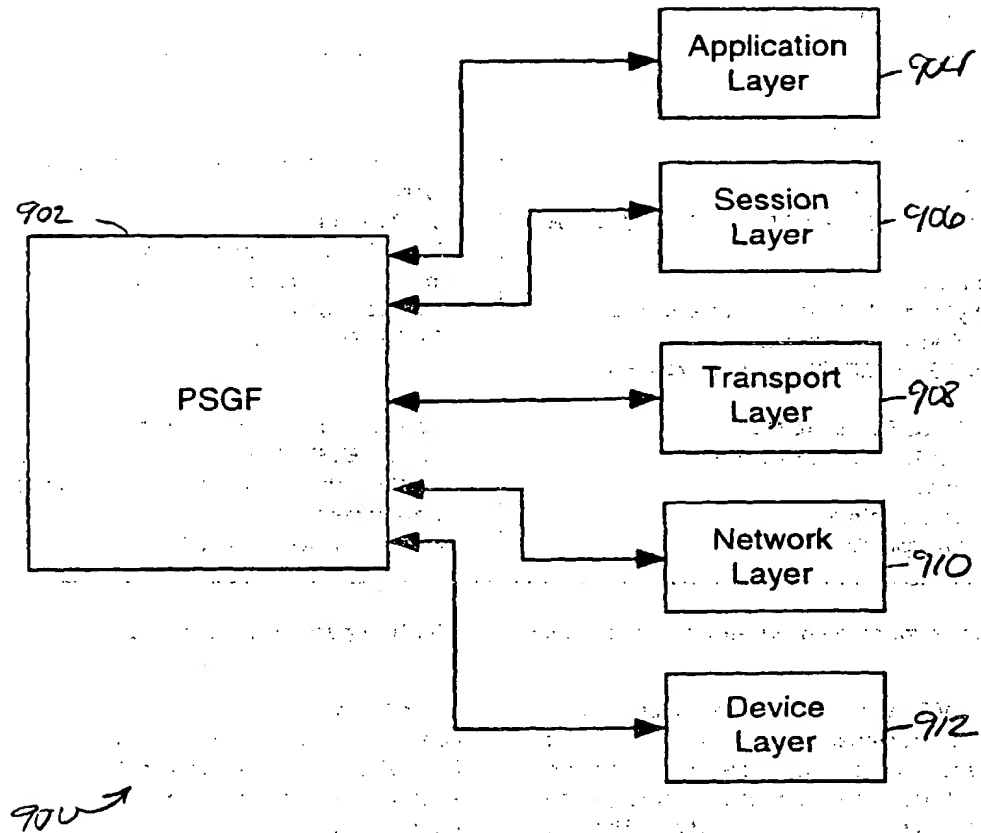 Application
Layer
904
Session
Layer
906
902
PSGF
Transport
Layer
908
Network
Layer
910
Device
Layer
912
900